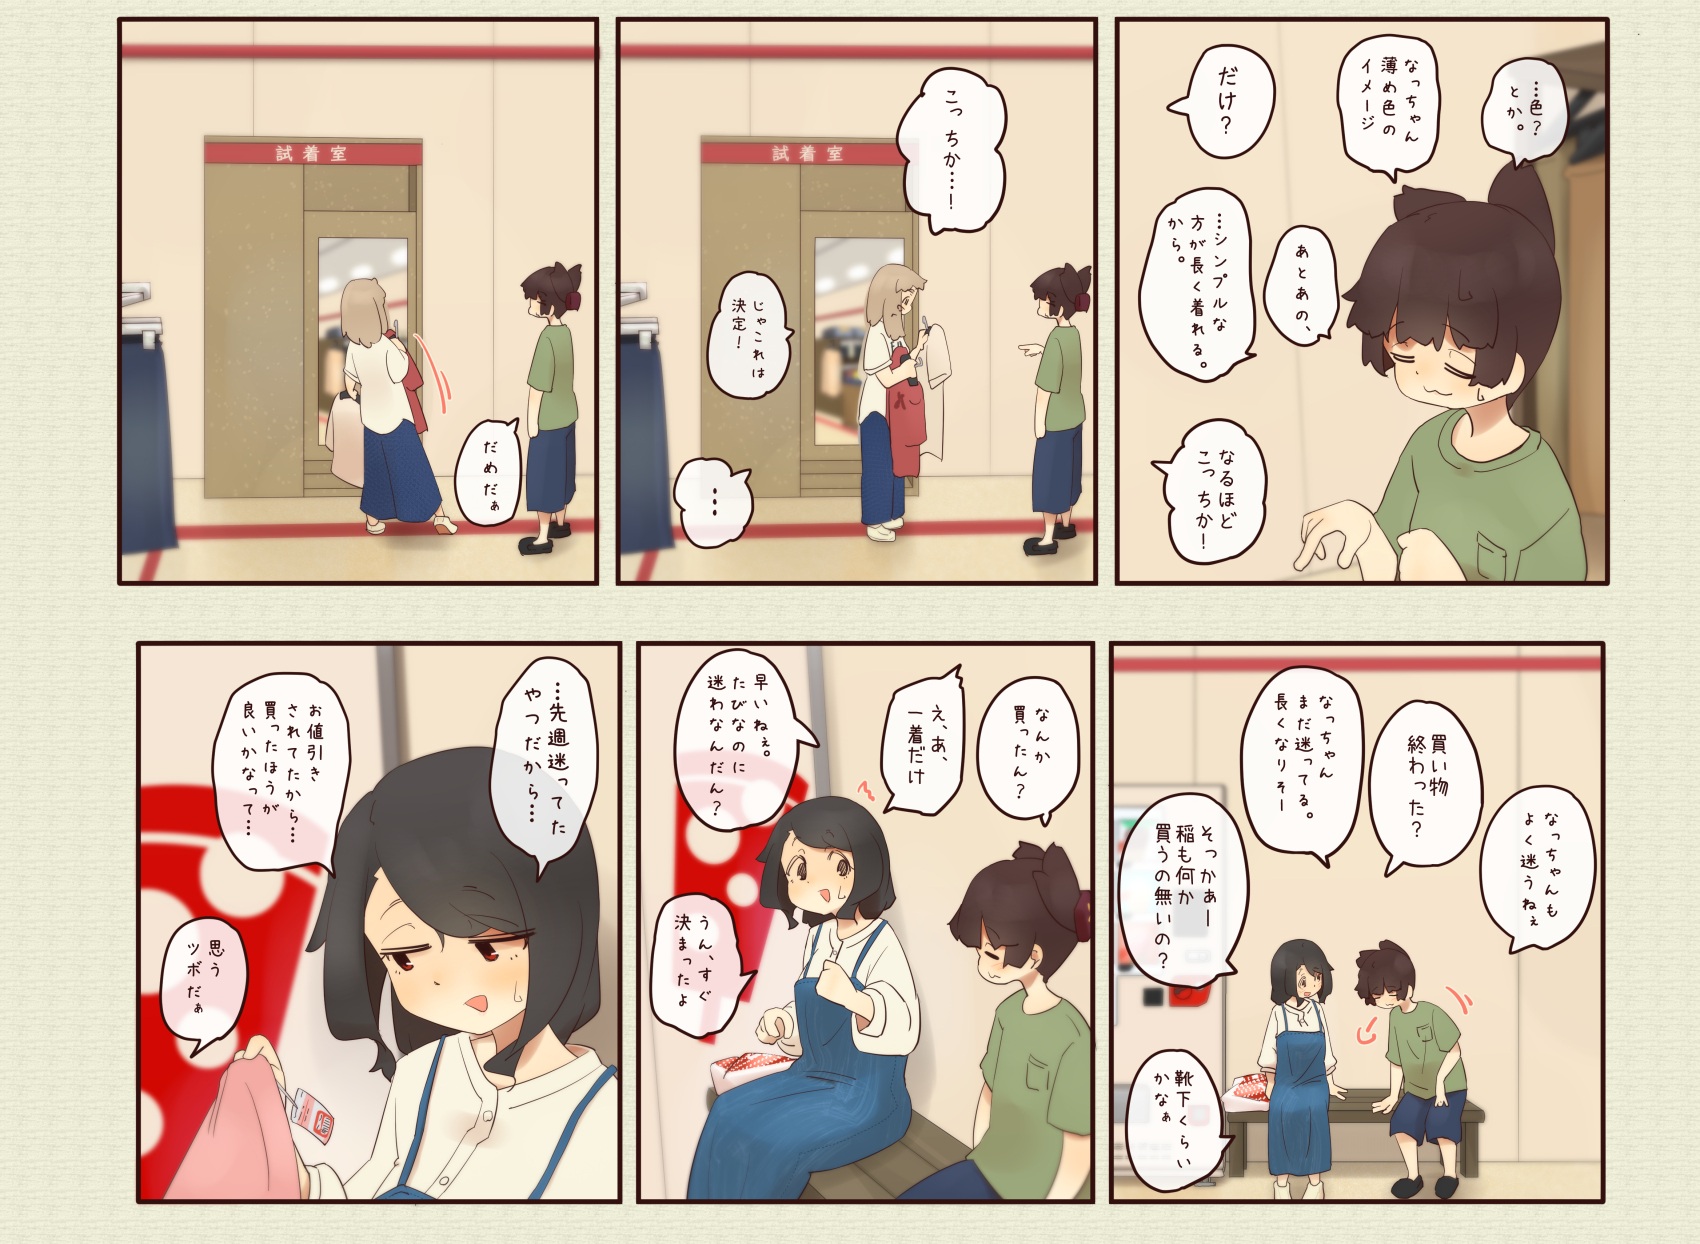 …色？
とか。
なっちゃん
薄め色の
イメージ
だけ？
あとあの、
…シンプルな
方が長く着れる。
から。
なるほど
こっちか！
こっちか…！
試着室
じゃこれは
決定！
…
試着室
だめだぁ
なっちゃんも
よく迷うねぇ
買い物
終わった？
なっちゃん
まだ迷ってる。
長くなりそー
そっかぁー
稲も何か
買うの無いの？
靴下くらい
かなぁ
なんか
買ったん？
え、あ、
一着だけ
早いねぇ。
たびなのに
迷わなんだん？
うん、すぐ
決まったよ
…先週迷ってた
やつだから…
お値引き
されてたから…
買ったほうが
良いかなって…
思う
ツボだぁ